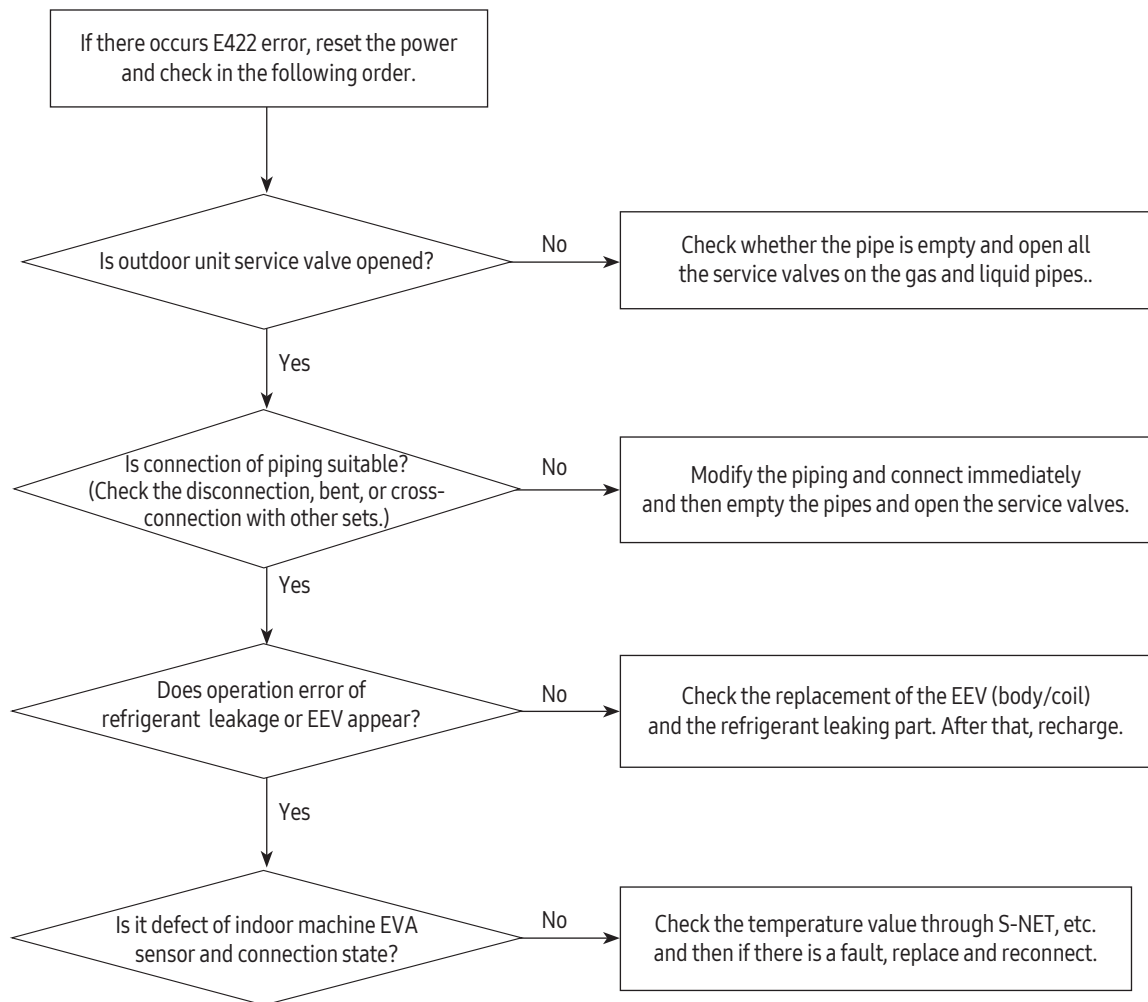 If there occurs E422 error, reset the power
and check in the following order.
Is outdoor unit service valve opened?
No
Check whether the pipe is empty and open all
the service valves on the gas and liquid pipes..
Yes
Is connection of piping suitable?
(Check the disconnection, bent, or cross-
connection with other sets.)
No
Modify the piping and connect immediately
and then empty the pipes and open the service valves.
Yes
Does operation error of
refrigerant leakage or EEV appear?
No
Check the replacement of the EEV (body/coil)
and the refrigerant leaking part. After that, recharge.
Yes
Is it defect of indoor machine EVA
sensor and connection state?
No
Check the temperature value through S-NET, etc.
and then if there is a fault, replace and reconnect.